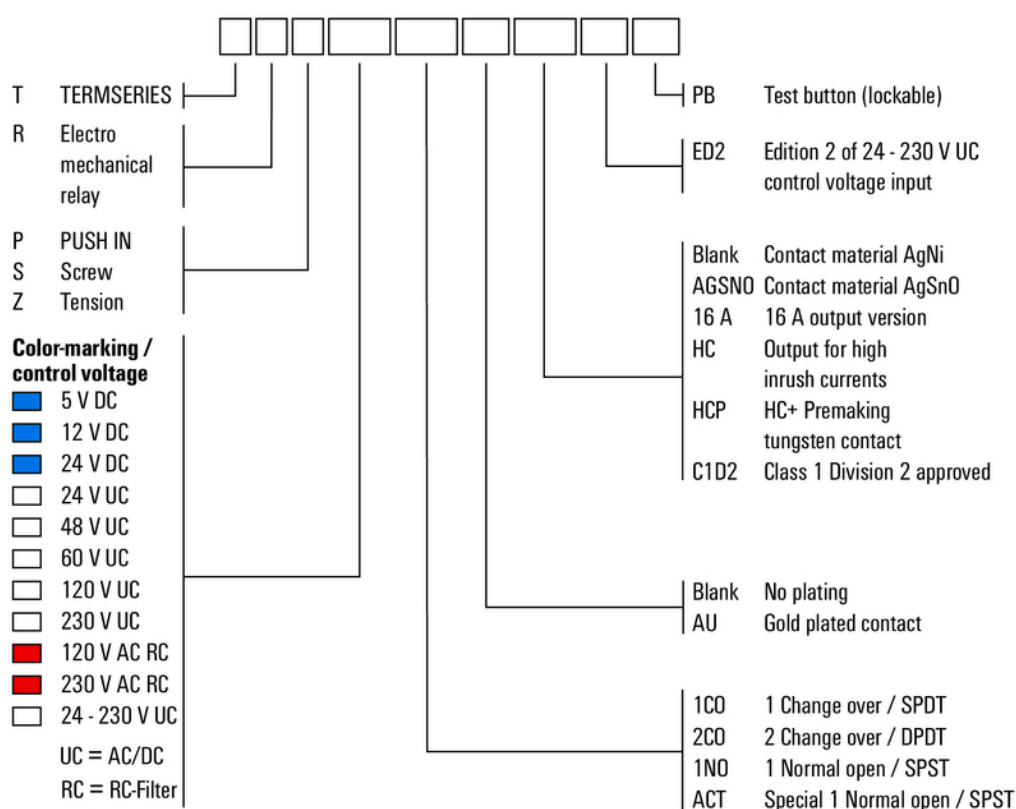 T TERMSERIES
R Electro
mechanical
relay
P PUSH IN
S Screw
Z Tension
Color-marking /
control voltage
5 V DC
12 V DC
24 V DC
24 V UC
48 V UC
60 V UC
120 V UC
230 V UC
120 V AC RC
230 V AC RC
24 - 230 V UC
UC = AC/DC
RC = RC-Filter
PB Test button (lockable)
ED2 Edition 2 of 24 - 230 V UC
control voltage input
Blank Contact material AgNi
AGSNO Contact material AgSnO
16 A 16 A output version
HC Output for high
inrush currents
HCP HC+ Premaking
tungsten contact
C1D2 Class 1 Division 2 approved
Blank No plating
AU Gold plated contact
1CO 1 Change over / SPDT
2CO 2 Change over / DPDT
1NO 1 Normal open / SPST
ACT Special 1 Normal open / SPST